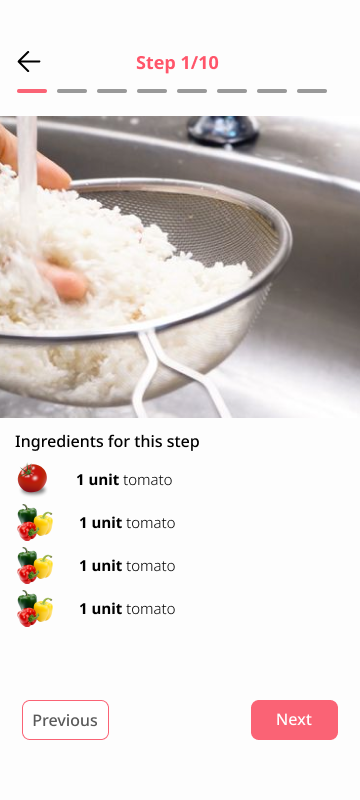 Step 1/10
Ingredients for this step
1 unit tomato
1 unit tomato
1 unit tomato
1 unit tomato
Previous
Next